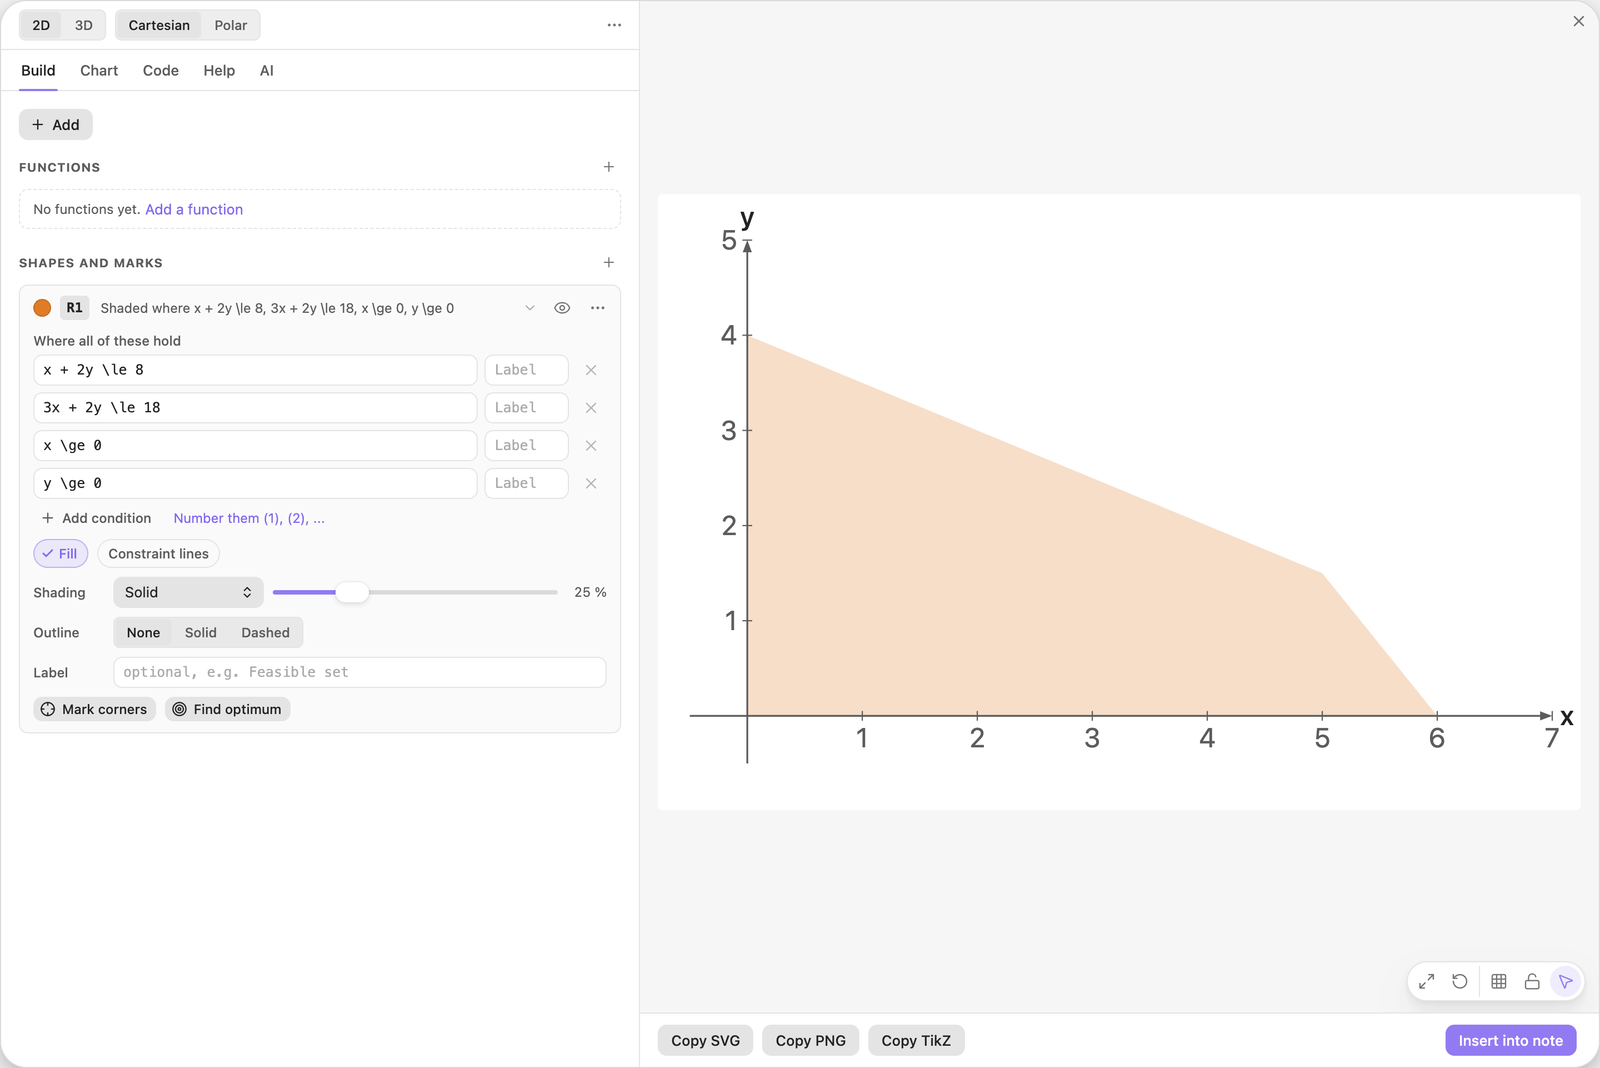 2D 3D Cartesian Polar
Build Chart Code Help AI
Add
FUNCTIONS
No functions yet. Add a function
SHAPES AND MARKS
R1 Shaded where x + 2y \le 8, 3x + 2y \le 18, x \ge 0, y \ge 0
Where all of these hold
x + 2y \le 8 Label
3x + 2y \le 18 Label
x \ge 0 Label
y \ge 0 Label
Add condition Number them (1), (2), ...
Fill Constraint lines
Shading Solid 25 %
Outline None Solid Dashed
Label optional, e.g. Feasible set
Mark corners Find optimum
y
5
4
3
2
1
x
1 2 3 4 5 6 7
Copy SVG Copy PNG Copy TikZ Insert into note